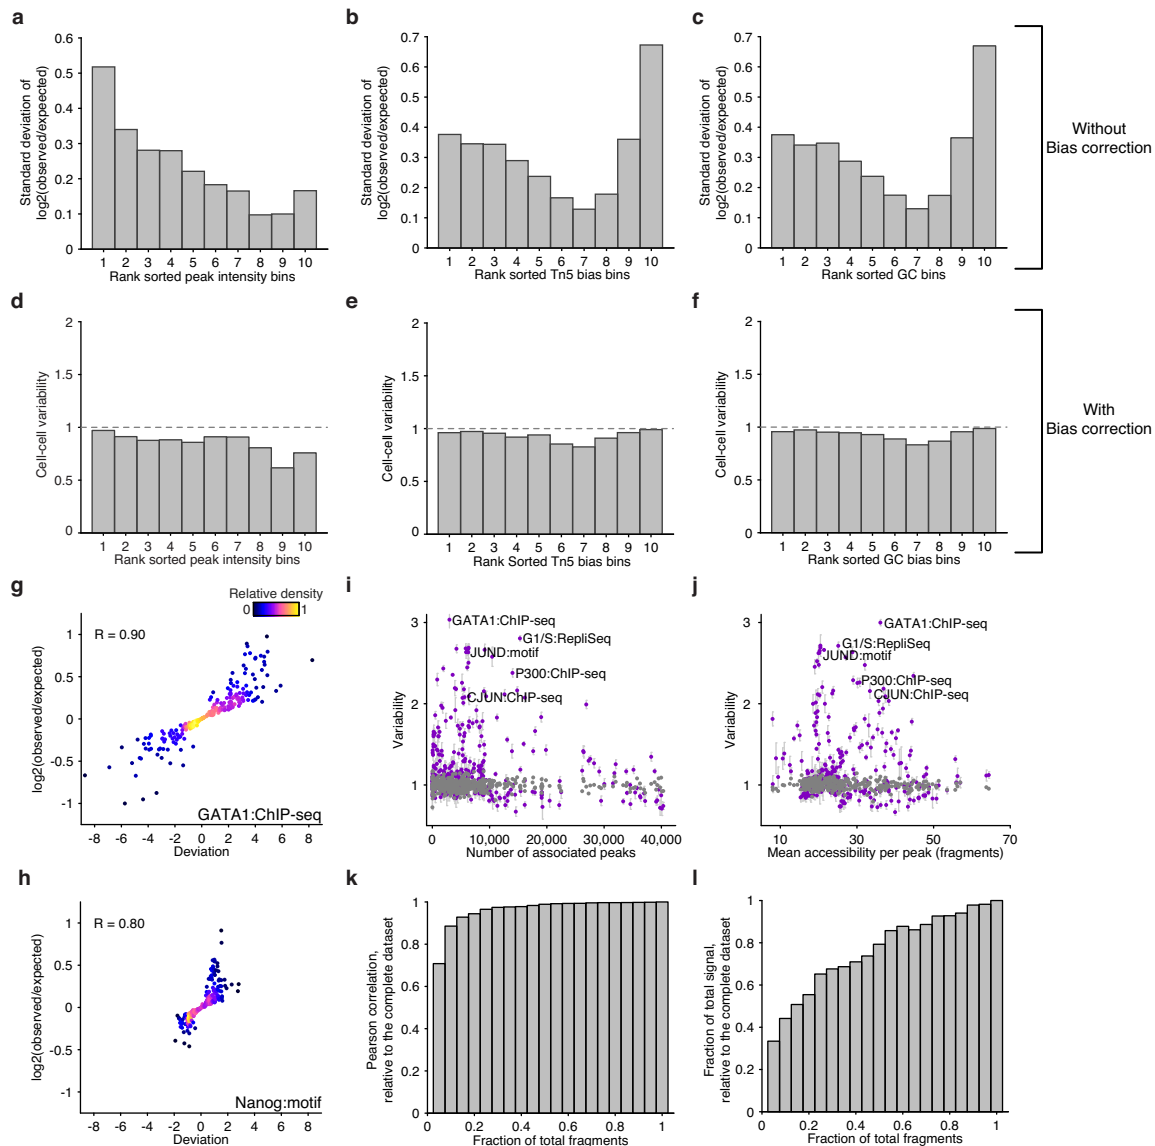 a
Standard deviation of
log2(observed/expeected)
0.6
0.5
0.4
0.3
0.2
0.1
0
1 2 3 4 5 6 7 8 9 10
Rank sorted peak intensity bins
b
Standard deviation of
log2(observed/expeected)
0.7
0.6
0.5
0.4
0.3
0.2
0.1
0
1 2 3 4 5 6 7 8 9 10
Rank sorted Tn5 bias bins
c
Standard deviation of
log2(observed/expeected)
0.7
0.6
0.5
0.4
0.3
0.2
0.1
0
1 2 3 4 5 6 7 8 9 10
Rank sorted GC bins
Without
Bias correction
d
Cell-cell variability
2
1.5
1
0.5
0
1 2 3 4 5 6 7 8 9 10
Rank sorted peak intensity bins
e
Cell-cell variability
2
1.5
1
0.5
0
1 2 3 4 5 6 7 8 9 10
Rank Sorted Tn5 bias bins
f
Cell-cell variability
2
1.5
1
0.5
0
1 2 3 4 5 6 7 8 9 10
Rank sorted GC bias bins
With
Bias correction
g
Relative density
0 1
R = 0.90
log2(observed/expected)
1
0.5
0
-0.5
-1
GATA1:ChIP-seq
-8 -6 -4 -2 0 2 4 6 8
Deviation
i
Variability
3
2
1
GATA1:ChIP-seq
G1/S:RepliSeq
JUND:motif
P300:ChIP-seq
CJUN:ChIP-seq
0 10,000 20,000 30,000 40,000
Number of associated peaks
j
Variability
3
2
1
GATA1:ChIP-seq
G1/S:RepliSeq
JUND:motif
P300:ChIP-seq
CJUN:ChIP-seq
10 30 50 70
Mean accessibility per peak (fragments)
h
R = 0.80
log2(observed/expected)
1
0.5
0
-0.5
-1
Nanog:motif
-8 -6 -4 -2 0 2 4 6 8
Deviation
k
Pearson correlation,
relative to the complete dataset
1
0.8
0.6
0.4
0.2
0
0 0.2 0.4 0.6 0.8 1
Fraction of total fragments
l
Fraction of total signal,
relative to the complete dataset
1
0.8
0.6
0.4
0.2
0
0 0.2 0.4 0.6 0.8 1
Fraction of total fragments